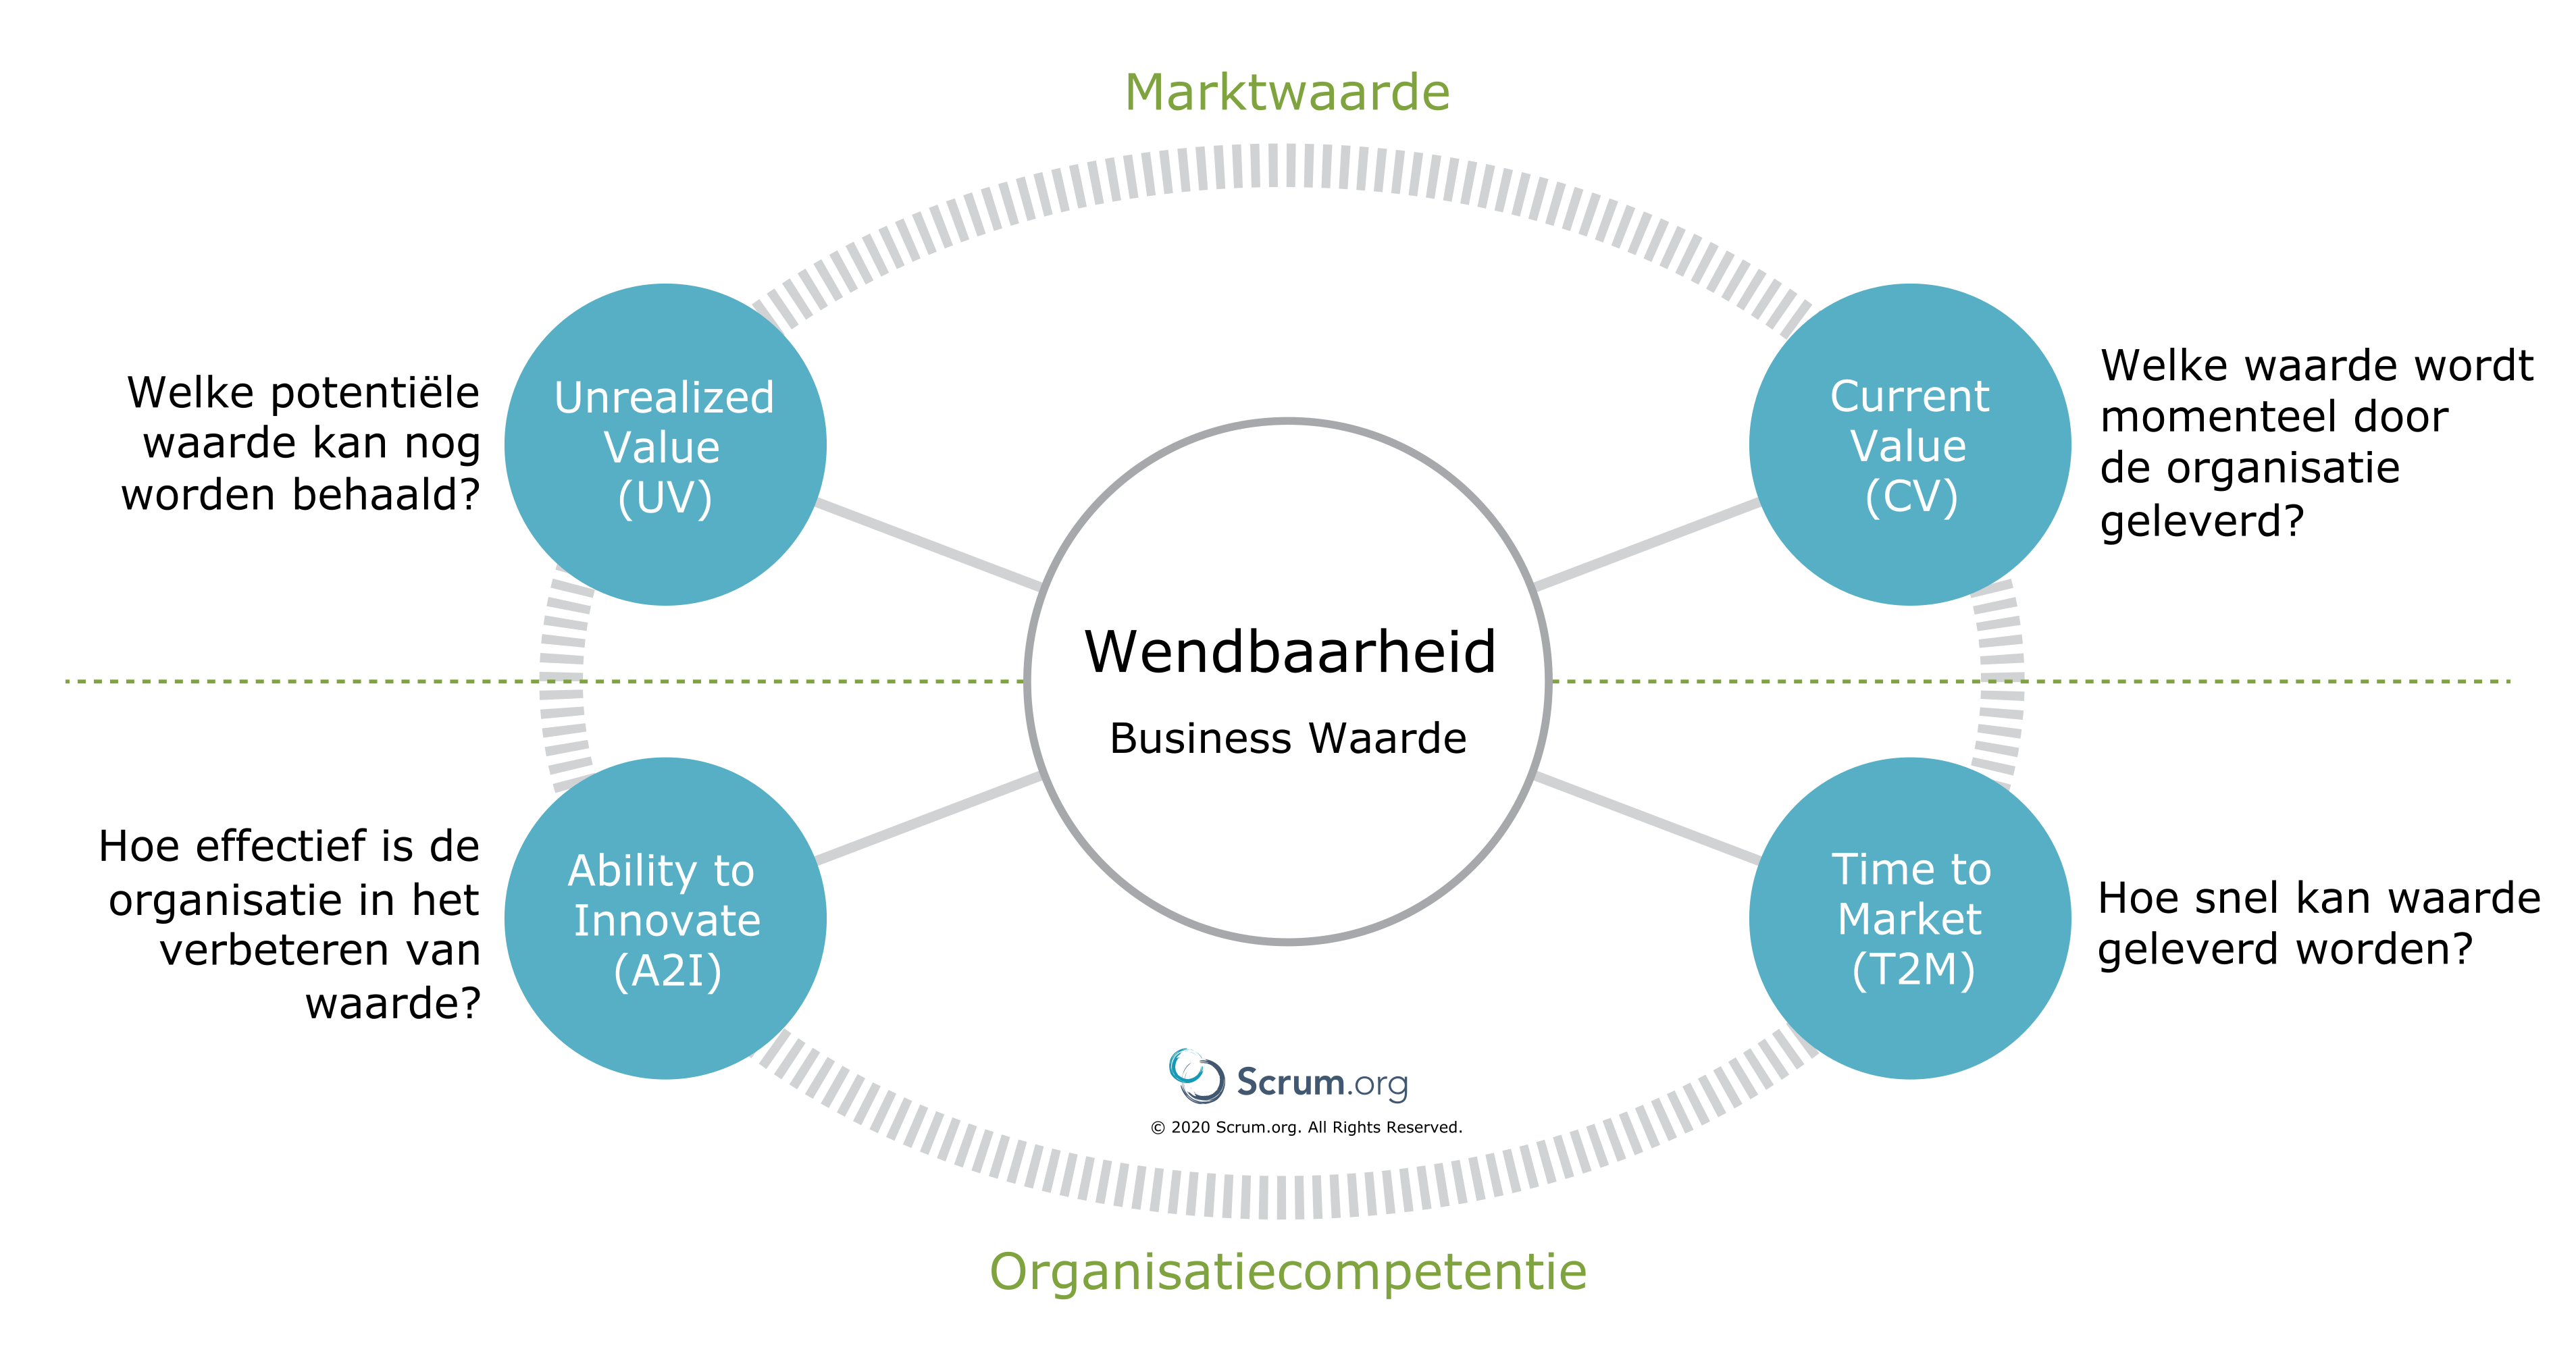 Marktwaarde
Welke potentiële
waarde kan nog
worden behaald?
Unrealized
Value
(UV)
Current
Value
(CV)
Welke waarde wordt
momenteel door
de organisatie
geleverd?
Wendbaarheid
Business Waarde
Hoe effectief is de
organisatie in het
verbeteren van
waarde?
Ability to
Innovate
(A2I)
Time to
Market
(T2M)
Hoe snel kan waarde
geleverd worden?
Scrum.org
© 2020 Scrum.org. All Rights Reserved.
Organisatiecompetentie